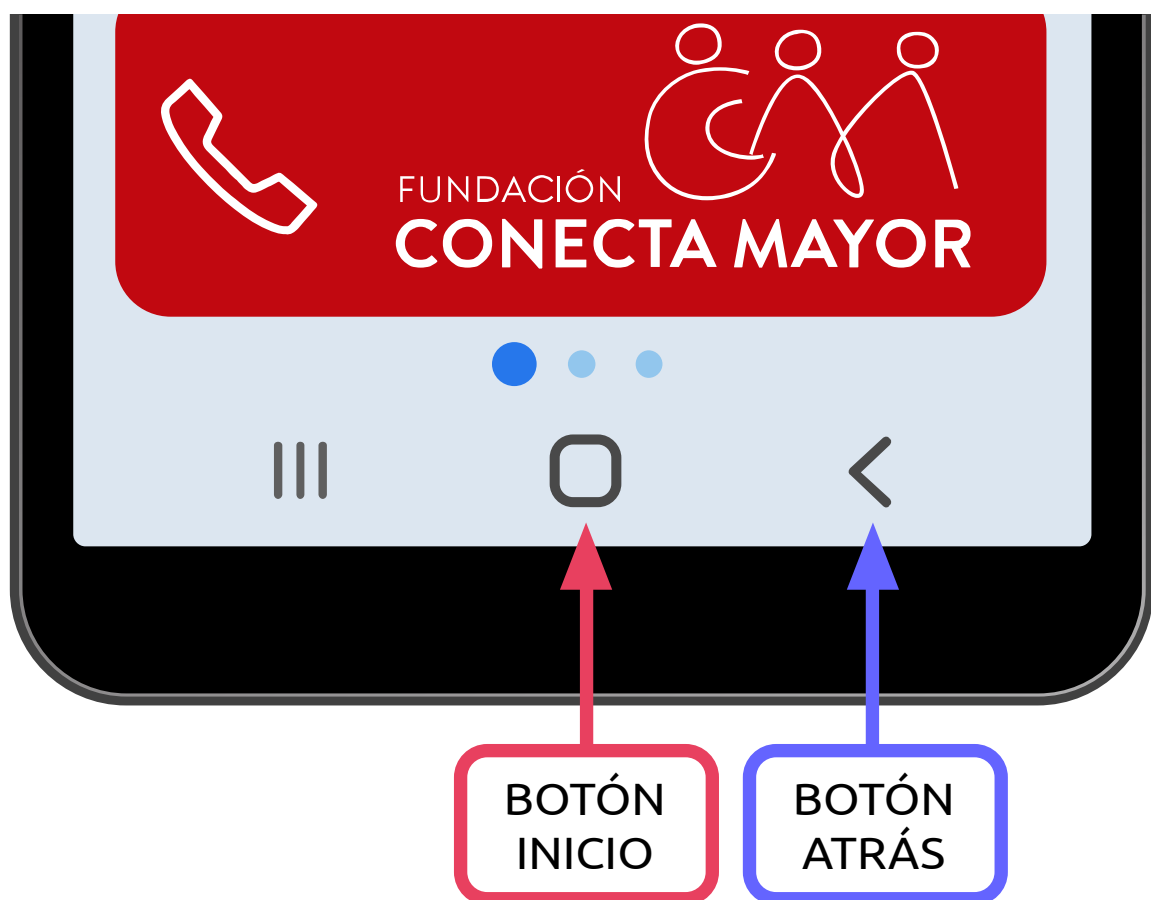 FUNDACIÓN
CONECTA MAYOR
BOTÓN
INICIO
BOTÓN
ATRÁS